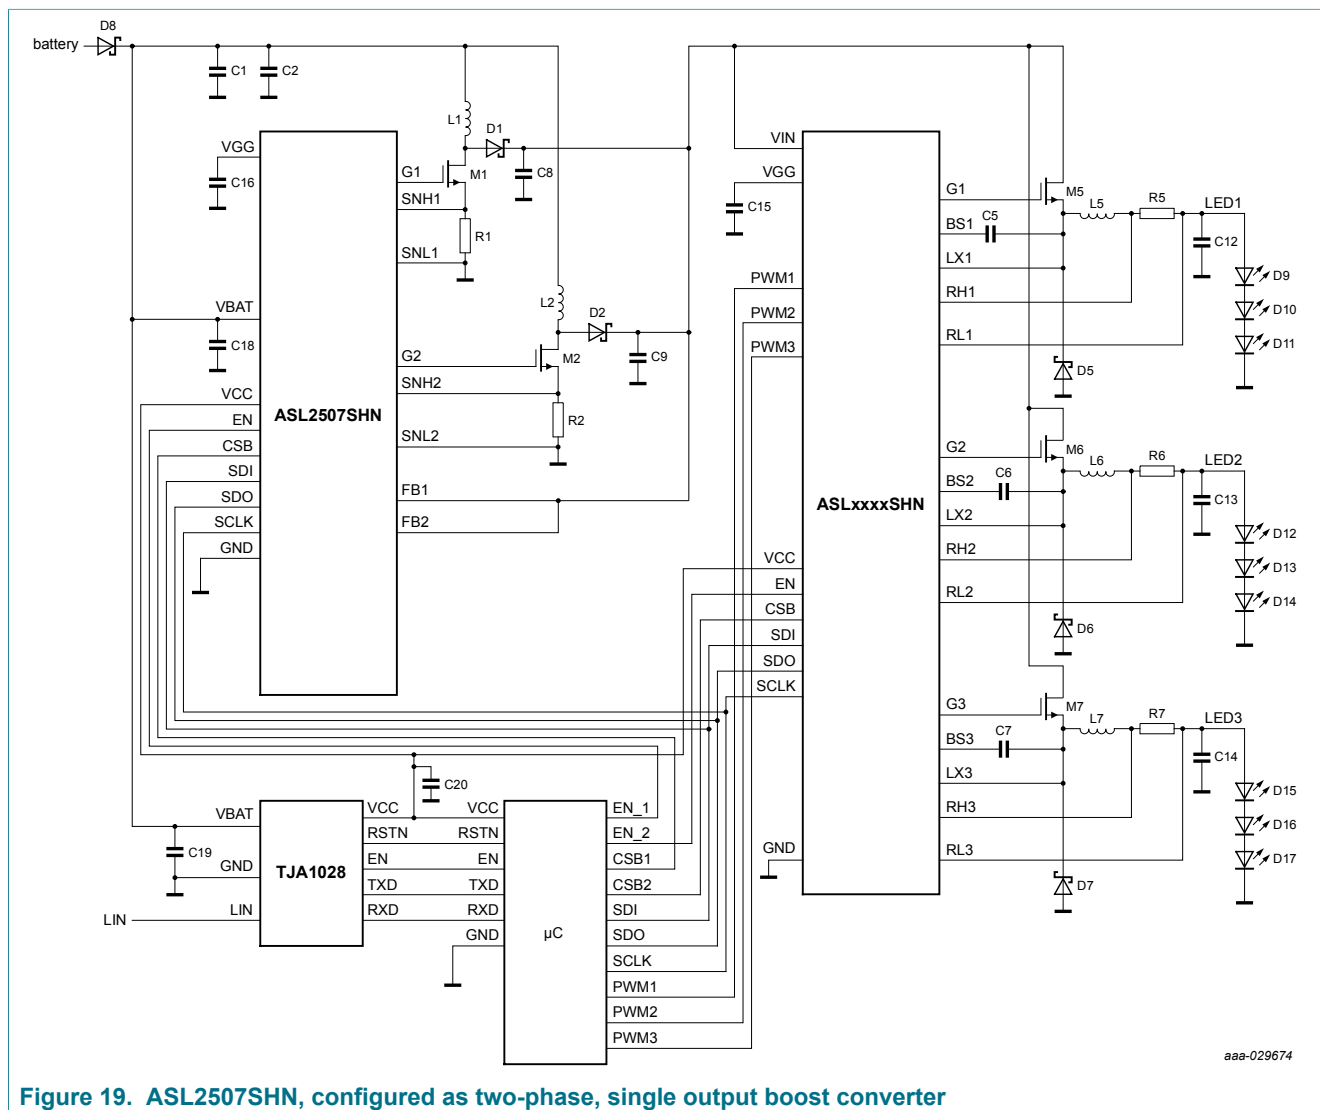 battery
D8
C1
C2
L1
D1
VGG
C16
G1
M1
C8
SNH1
R1
SNL1
VBAT
C18
L2
D2
G2
M2
C9
SNH2
R2
SNL2
VCC
EN
CSB
SDI
SDO
SCLK
GND
ASL2507SHN
FB1
FB2
VIN
VGG
C15
PWM1
PWM2
PWM3
VCC
EN
CSB
SDI
SDO
SCLK
GND
ASLxxxxSHN
G1
BS1
LX1
RH1
RL1
M5
C5
L5
R5
LED1
C12
D9
D10
D11
D5
G2
BS2
LX2
RH2
RL2
M6
C6
L6
R6
LED2
C13
D12
D13
D14
D6
G3
BS3
LX3
RH3
RL3
M7
C7
L7
R7
LED3
C14
D15
D16
D17
D7
C20
VBAT
C19
GND
LIN
LIN
TJA1028
VCC
RSTN
EN
TXD
RXD
VCC
RSTN
EN
TXD
RXD
GND
µC
EN_1
EN_2
CSB1
CSB2
SDI
SDO
SCLK
PWM1
PWM2
PWM3
aaa-029674
Figure 19. ASL2507SHN, configured as two-phase, single output boost converter